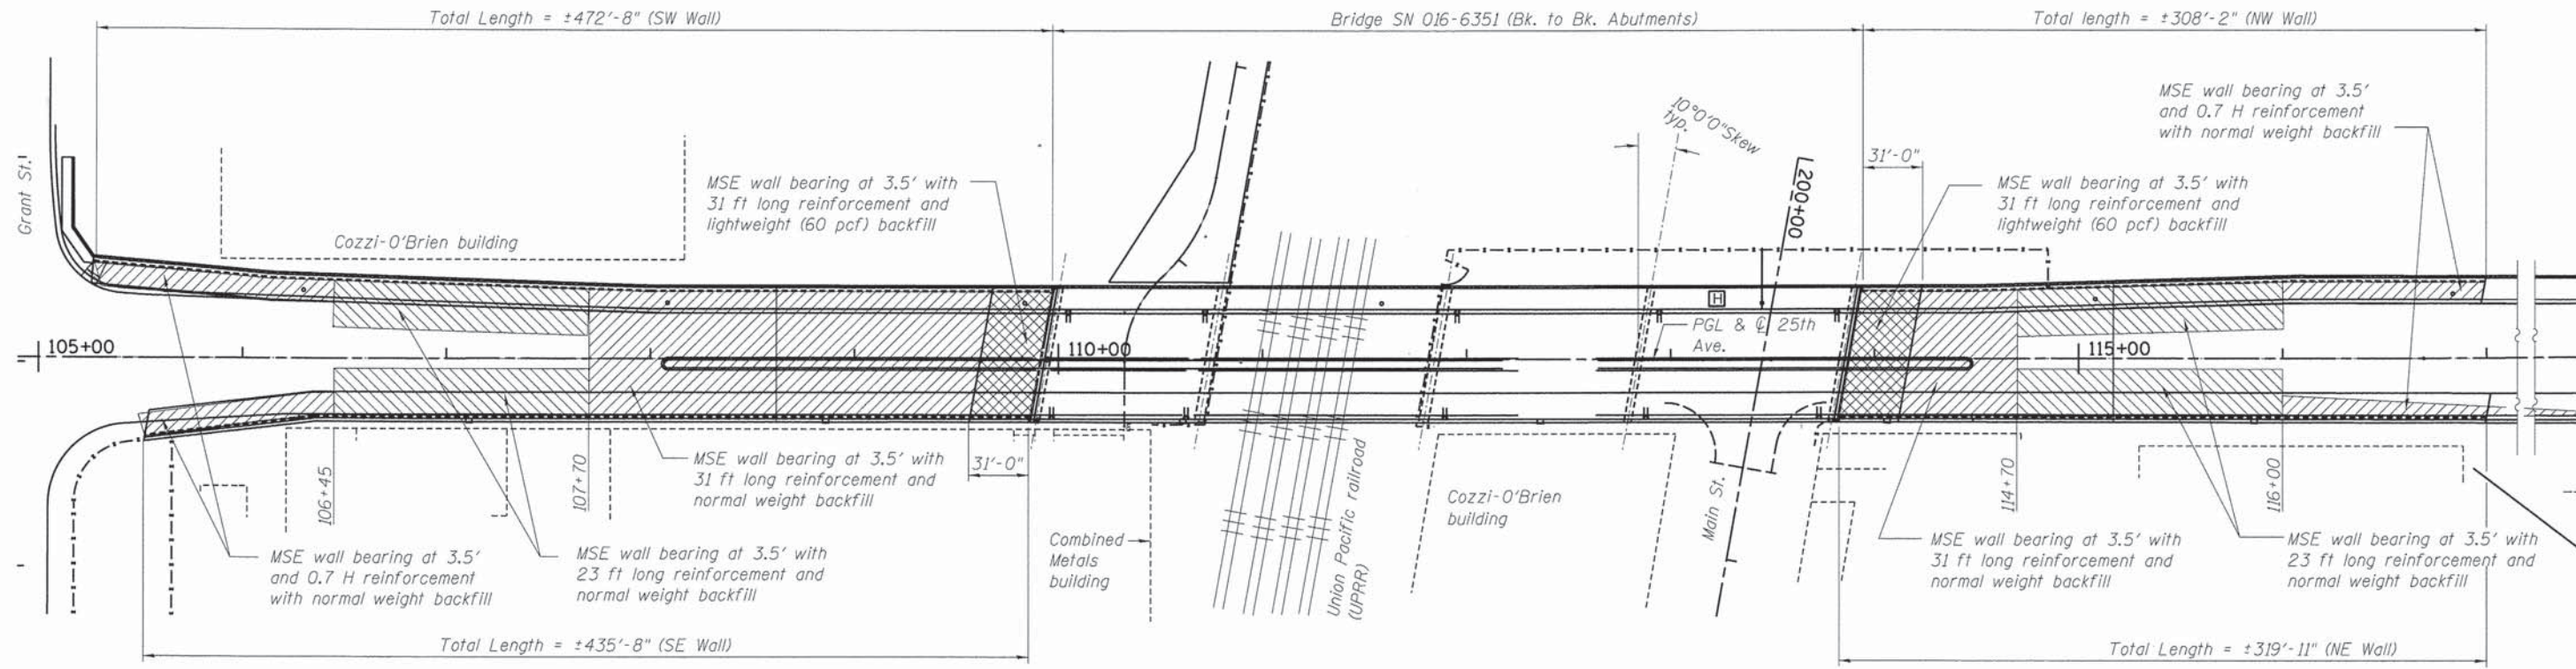 Total Length = ±472'-8" (SW Wall)
Bridge SN 016-6351 (Bk. to Bk. Abutments)
Total length = ±308'-2" (NW Wall)
MSE wall bearing at 3.5'
and 0.7 H reinforcement
with normal weight backfill
10°0'0" Skew
typ.
Grant St.
31'-0"
MSE wall bearing at 3.5' with
31 ft long reinforcement and
lightweight (60 pcf) backfill
MSE wall bearing at 3.5' with
31 ft long reinforcement and
lightweight (60 pcf) backfill
200+00
Cozzi-O'Brien building
H
PGL & ℄ 25th
Ave.
105+00
110+00
115+00
106+45
107+70
MSE wall bearing at 3.5' with
31 ft long reinforcement and
normal weight backfill
31'-0"
Union Pacific railroad
(UPRR)
Cozzi-O'Brien
building
Main St.
114+70
116+00
MSE wall bearing at 3.5'
and 0.7 H reinforcement
with normal weight backfill
MSE wall bearing at 3.5' with
23 ft long reinforcement and
normal weight backfill
Combined
Metals
building
MSE wall bearing at 3.5' with
31 ft long reinforcement and
normal weight backfill
MSE wall bearing at 3.5' with
23 ft long reinforcement and
normal weight backfill
Total Length = ±435'-8" (SE Wall)
Total Length = ±319'-11" (NE Wall)